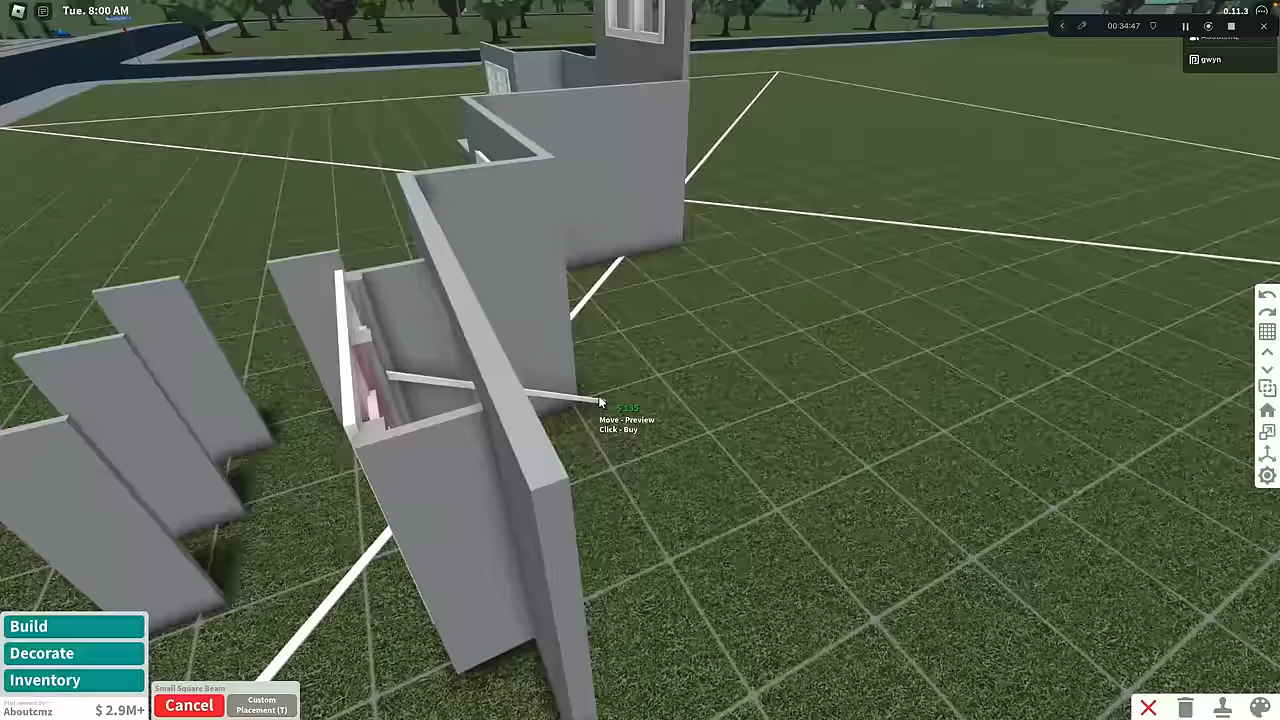 Tue. 8:00 AM
0.11.3
00:34:47
gwyn
Move - Preview
Click - Buy
Build
Decorate
Inventory
Aboutcmz
$ 2.9M+
Small Square Beam
Cancel
Custom
Placement (T)